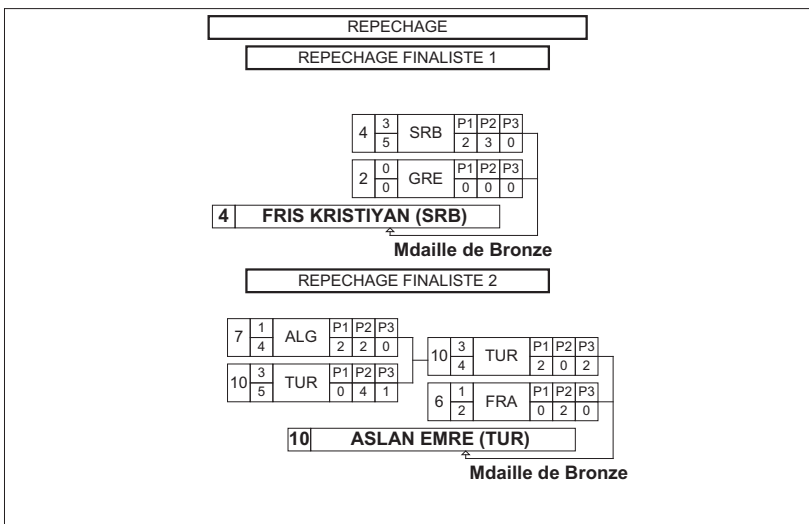 REPECHAGE
REPECHAGE FINALISTE 1
4 3 SRB P1 P2 P3
5 2 3 0
2 0 GRE P1 P2 P3
0 0 0 0
4 FRIS KRISTIYAN (SRB)
Mdaille de Bronze
REPECHAGE FINALISTE 2
7 1 ALG P1 P2 P3
4 2 2 0
10 3 TUR P1 P2 P3
5 0 4 1
10 3 TUR P1 P2 P3
4 2 0 2
6 1 FRA P1 P2 P3
2 0 2 0
10 ASLAN EMRE (TUR)
Mdaille de Bronze